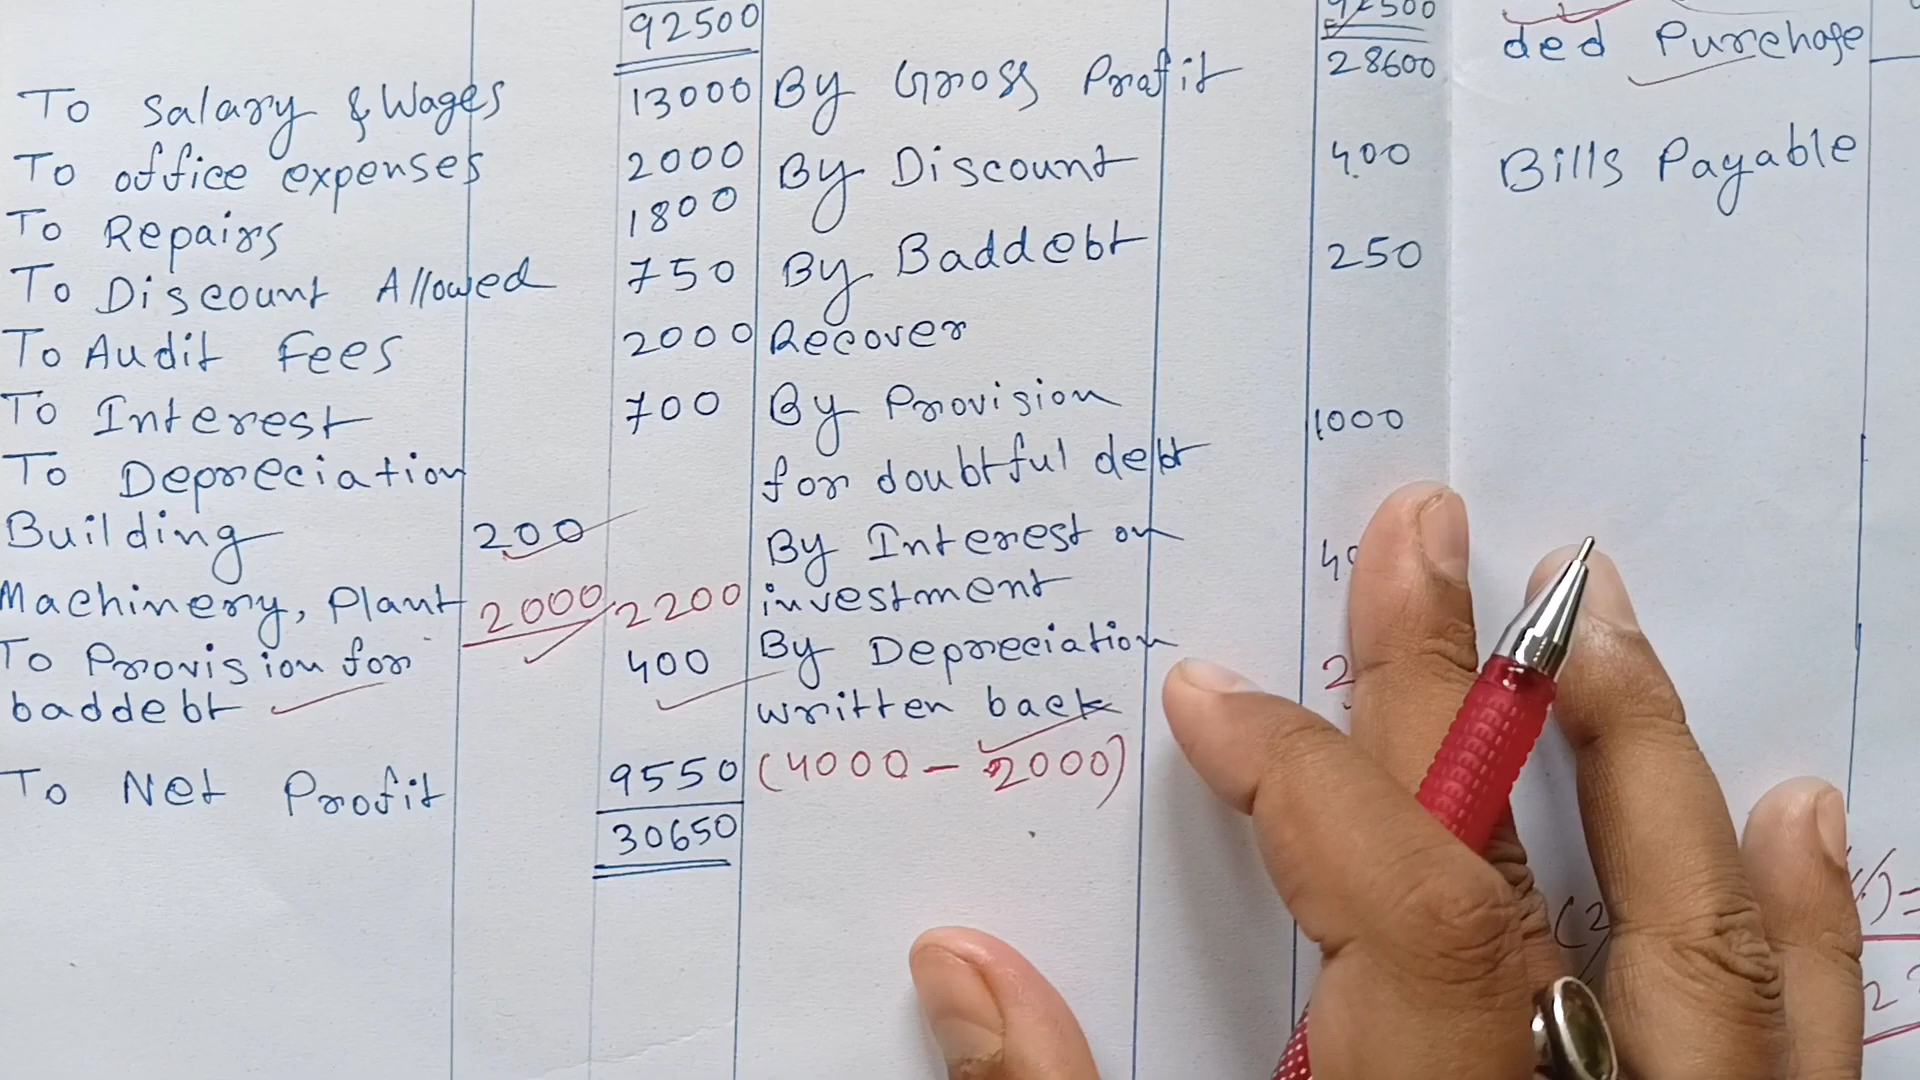 92500
92500
ded Purchase
To Salary & Wages 13000 By Gross Profit 28600
To office expenses 2000 By Discount 400 Bills Payable
To Repairs 1800
To Discount Allowed 750 By Baddebt 250
To Audit Fees 2000 Recover
To Interest 700 By Provision 1000
To Depreciation for doubtful debt
Building 200 By Interest on
Machinery, Plant 2000 2200 investment
To Provision for 400 By Depreciation
baddebt written back
To Net Profit 9550 (4000 - 2000)
30650